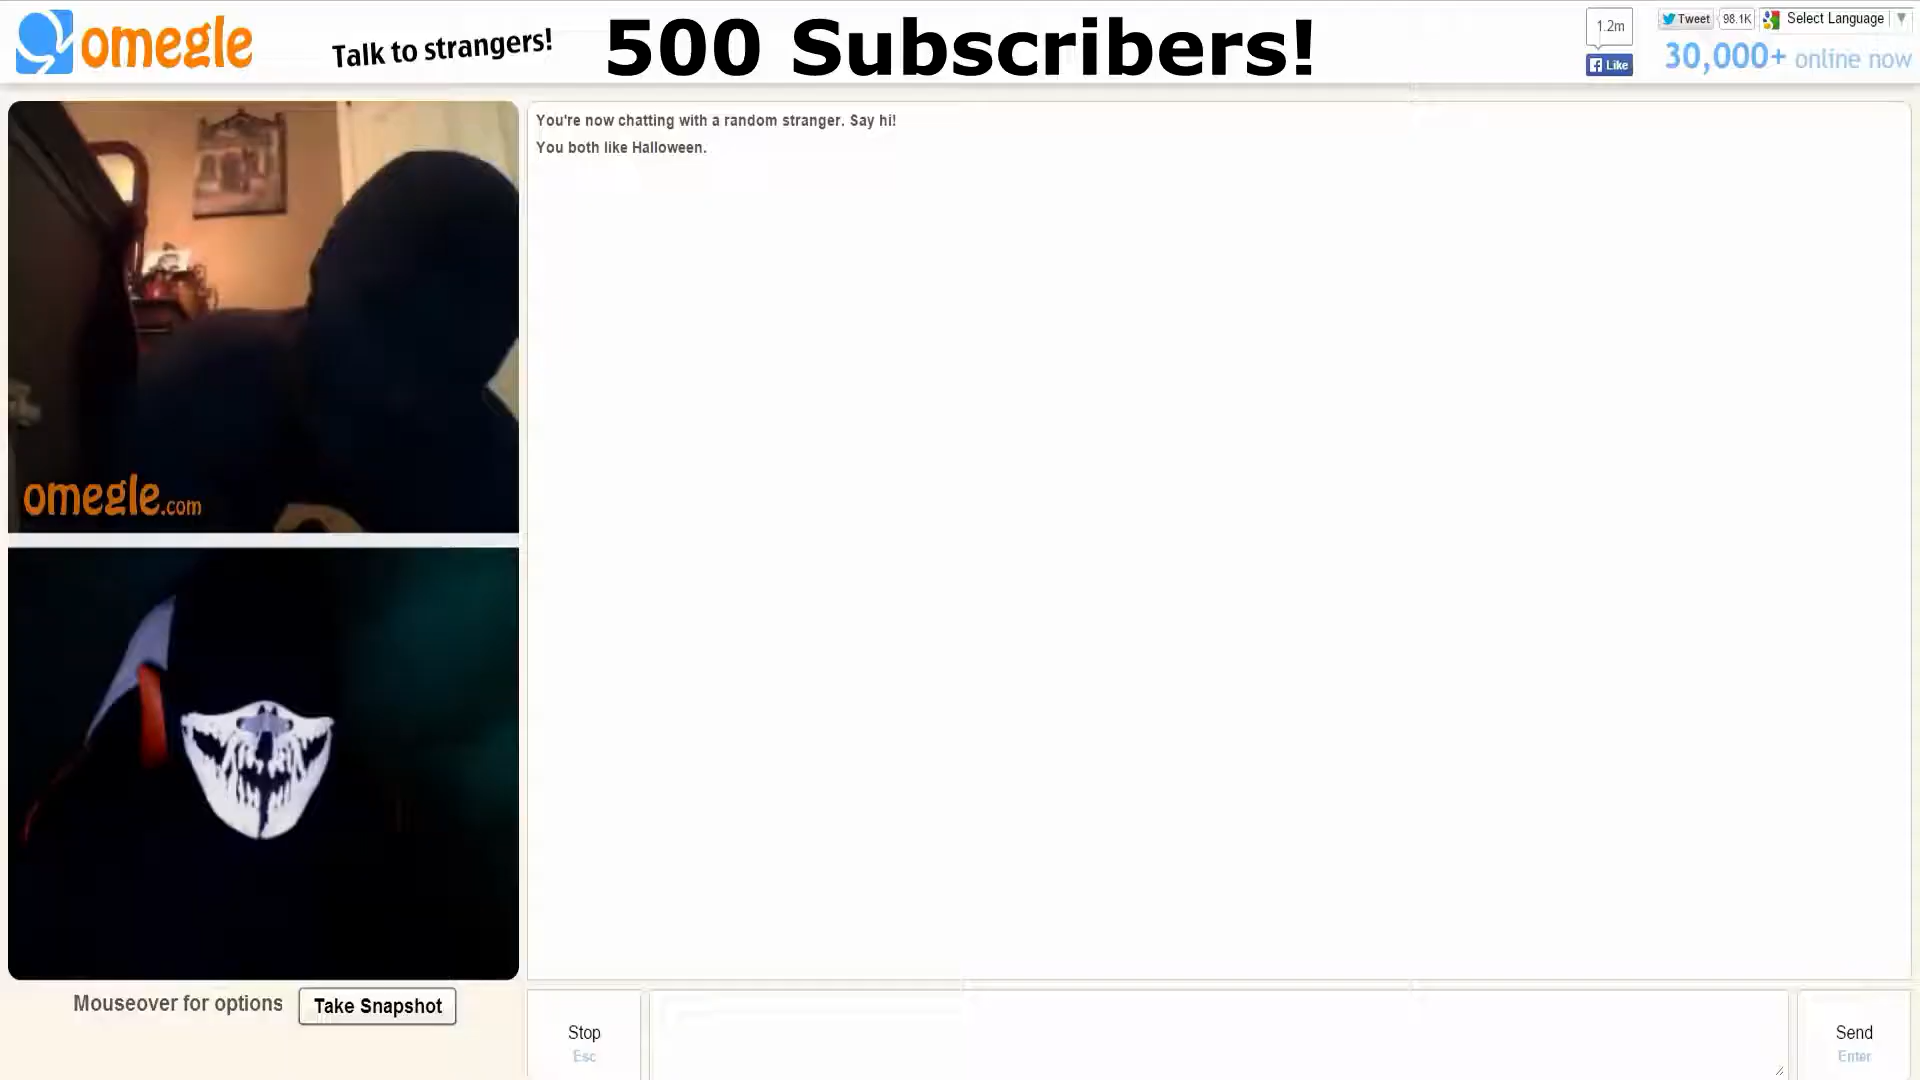 omegle
Talk to strangers!
500 Subscribers!
1.2m
Like
Tweet
98.1K
Select Language
30,000+ online now
You're now chatting with a random stranger. Say hi!
You both like Halloween.
omegle.com
Mouseover for options
Take Snapshot
Stop
Esc
Send
Enter